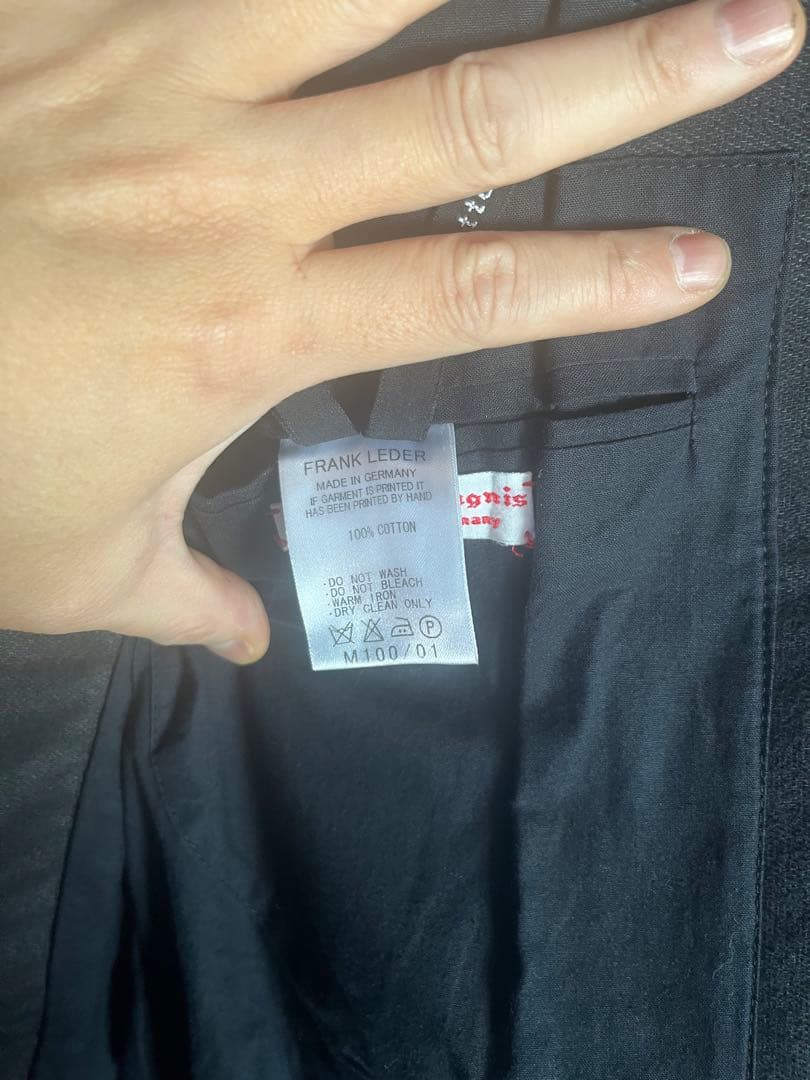 FRANK LEDER
MADE IN GERMANY
IF GARMENT IS PRINTED IT
HAS BEEN PRINTED BY HAND
100% COTTON
·DO NOT WASH
·DO NOT BLEACH
·WARM IRON
·DRY CLEAN ONLY
P
M100/01